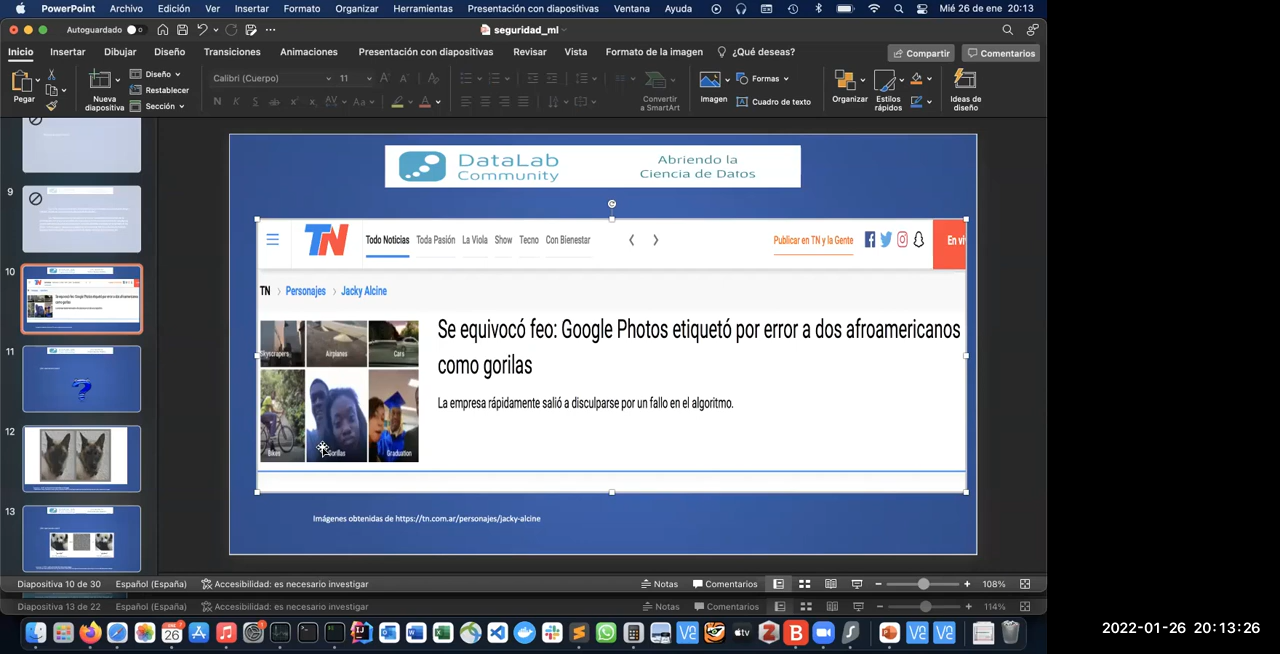 PowerPoint Archivo Edición Ver Insertar Formato Organizar Herramientas Presentación con diapositivas Ventana Ayuda Mié 26 de ene 20:13
Autoguardado seguridad_ml
Inicio Insertar Dibujar Diseño Transiciones Animaciones Presentación con diapositivas Revisar Vista Formato de la imagen ¿Qué deseas? Compartir Comentarios
Pegar
Nueva diapositiva
Diseño
Restablecer
Sección
Calibri (Cuerpo) 11
N K S
Convertir a SmartArt
Imagen
Formas
Cuadro de texto
Organizar
Estilos rápidos
Ideas de diseño
9
10
11
12
13
DataLab Community
Abriendo la Ciencia de Datos
TN Todo Noticias Toda Pasión La Viola Show Tecno Con Bienestar
Publicar en TN y la Gente
TN > Personajes > Jacky Alcine
Skyscrapers Airplanes Cars
Bikes Gorillas Graduation
Se equivocó feo: Google Photos etiquetó por error a dos afroamericanos
como gorilas
La empresa rápidamente salió a disculparse por un fallo en el algoritmo.
Imágenes obtenidas de https://tn.com.ar/personajes/jacky-alcine
Diapositiva 10 de 30 Español (España) Accesibilidad: es necesario investigar Notas Comentarios 108%
Diapositiva 13 de 22 Español (España) Accesibilidad: es necesario investigar Notas Comentarios 114%
2022-01-26 20:13:26